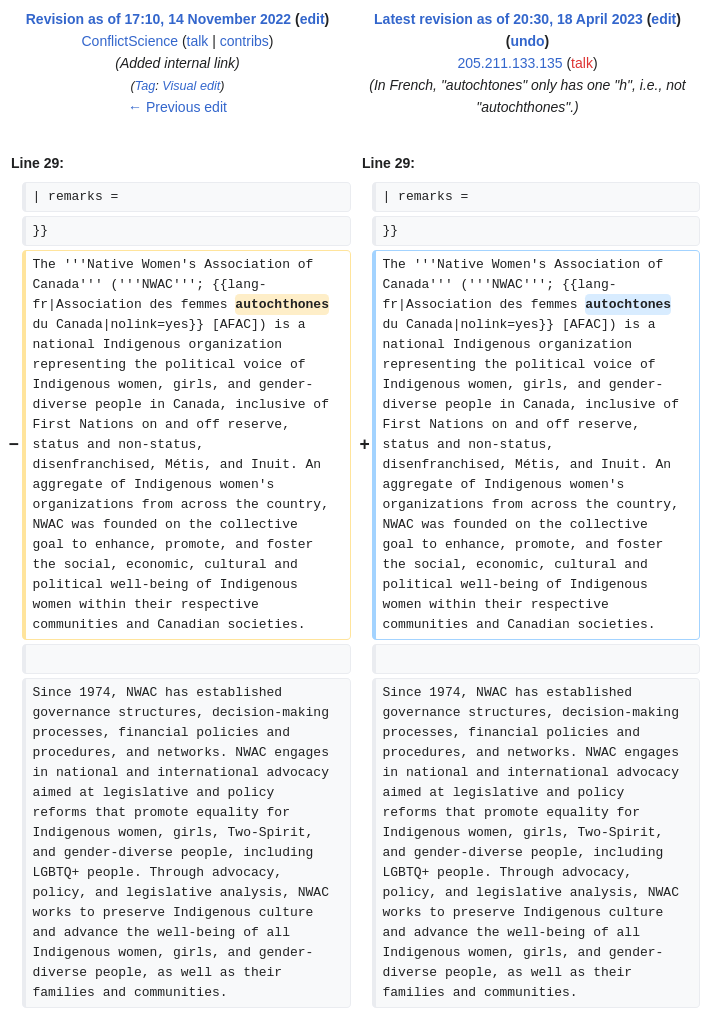 Revision as of 17:10, 14 November 2022 (edit)
ConflictScience (talk | contribs)
(Added internal link)
(Tag: Visual edit)
← Previous edit
Latest revision as of 20:30, 18 April 2023 (edit)
(undo)
205.211.133.135 (talk)
(In French, "autochtones" only has one "h", i.e., not
"autochthones".)
Line 29:
Line 29:
| remarks =
| remarks =
}}
}}
−
The '''Native Women's Association of
Canada''' ('''NWAC'''; {{lang-
fr|Association des femmes autochthones
du Canada|nolink=yes}} [AFAC]) is a
national Indigenous organization
representing the political voice of
Indigenous women, girls, and gender-
diverse people in Canada, inclusive of
First Nations on and off reserve,
status and non-status,
disenfranchised, Métis, and Inuit. An
aggregate of Indigenous women's
organizations from across the country,
NWAC was founded on the collective
goal to enhance, promote, and foster
the social, economic, cultural and
political well-being of Indigenous
women within their respective
communities and Canadian societies.
+
The '''Native Women's Association of
Canada''' ('''NWAC'''; {{lang-
fr|Association des femmes autochtones
du Canada|nolink=yes}} [AFAC]) is a
national Indigenous organization
representing the political voice of
Indigenous women, girls, and gender-
diverse people in Canada, inclusive of
First Nations on and off reserve,
status and non-status,
disenfranchised, Métis, and Inuit. An
aggregate of Indigenous women's
organizations from across the country,
NWAC was founded on the collective
goal to enhance, promote, and foster
the social, economic, cultural and
political well-being of Indigenous
women within their respective
communities and Canadian societies.
Since 1974, NWAC has established
governance structures, decision-making
processes, financial policies and
procedures, and networks. NWAC engages
in national and international advocacy
aimed at legislative and policy
reforms that promote equality for
Indigenous women, girls, Two-Spirit,
and gender-diverse people, including
LGBTQ+ people. Through advocacy,
policy, and legislative analysis, NWAC
works to preserve Indigenous culture
and advance the well-being of all
Indigenous women, girls, and gender-
diverse people, as well as their
families and communities.
Since 1974, NWAC has established
governance structures, decision-making
processes, financial policies and
procedures, and networks. NWAC engages
in national and international advocacy
aimed at legislative and policy
reforms that promote equality for
Indigenous women, girls, Two-Spirit,
and gender-diverse people, including
LGBTQ+ people. Through advocacy,
policy, and legislative analysis, NWAC
works to preserve Indigenous culture
and advance the well-being of all
Indigenous women, girls, and gender-
diverse people, as well as their
families and communities.